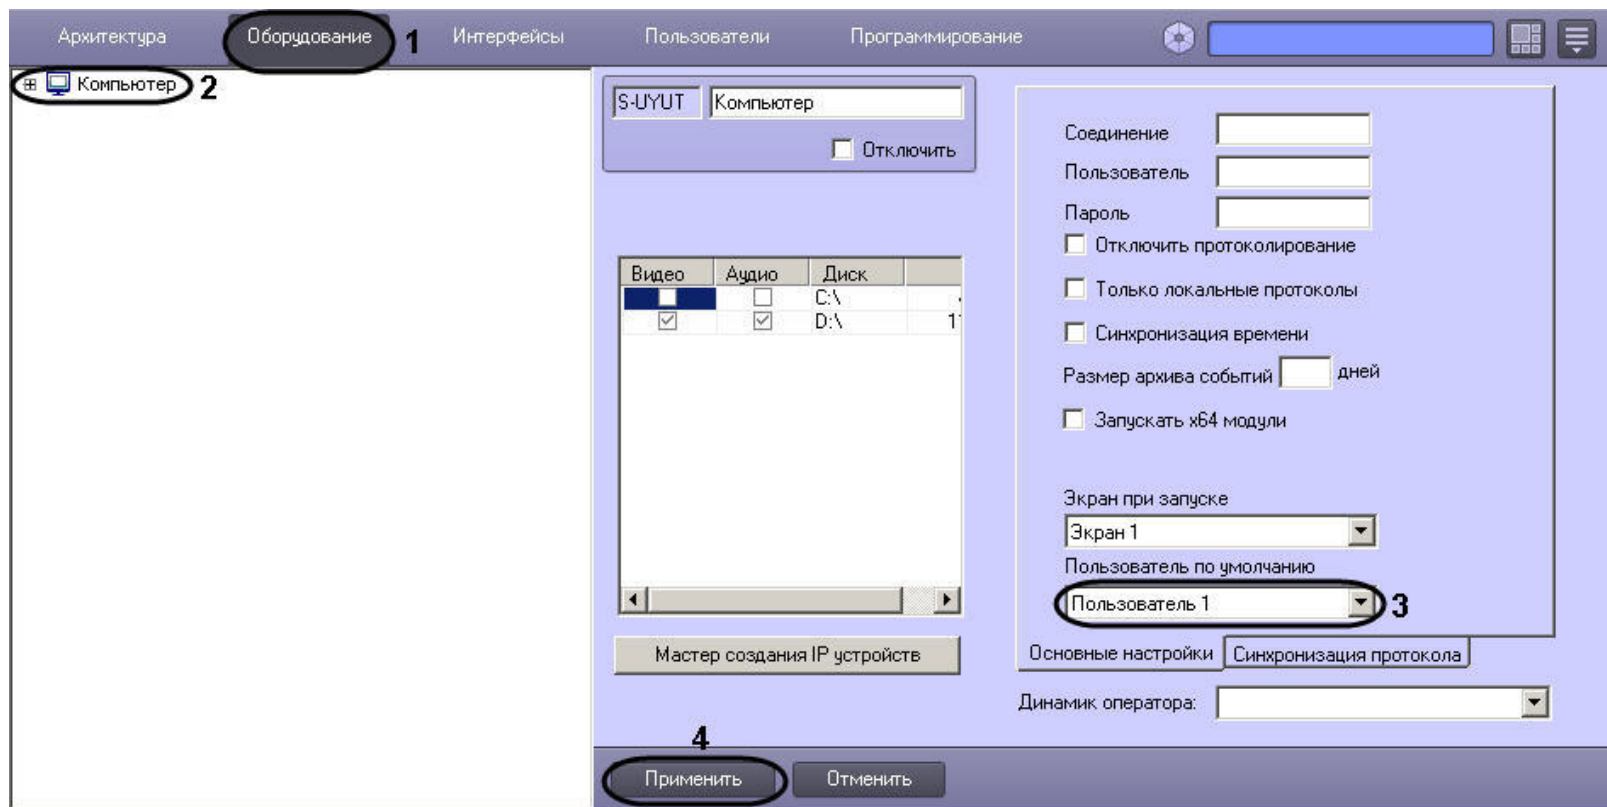 Архитектура Оборудование 1 Интерфейсы Пользователи Программирование
Компьютер 2
S-UYUT Компьютер
Отключить
Видео Аудио Диск
C:\
D:\ 1
Мастер создания IP устройств
Соединение
Пользователь
Пароль
Отключить протоколирование
Только локальные протоколы
Синхронизация времени
Размер архива событий дней
Запускать x64 модули
Экран при запуске
Экран 1
Пользователь по умолчанию
Пользователь 1 3
Основные настройки Синхронизация протокола
Динамик оператора:
4
Применить Отменить